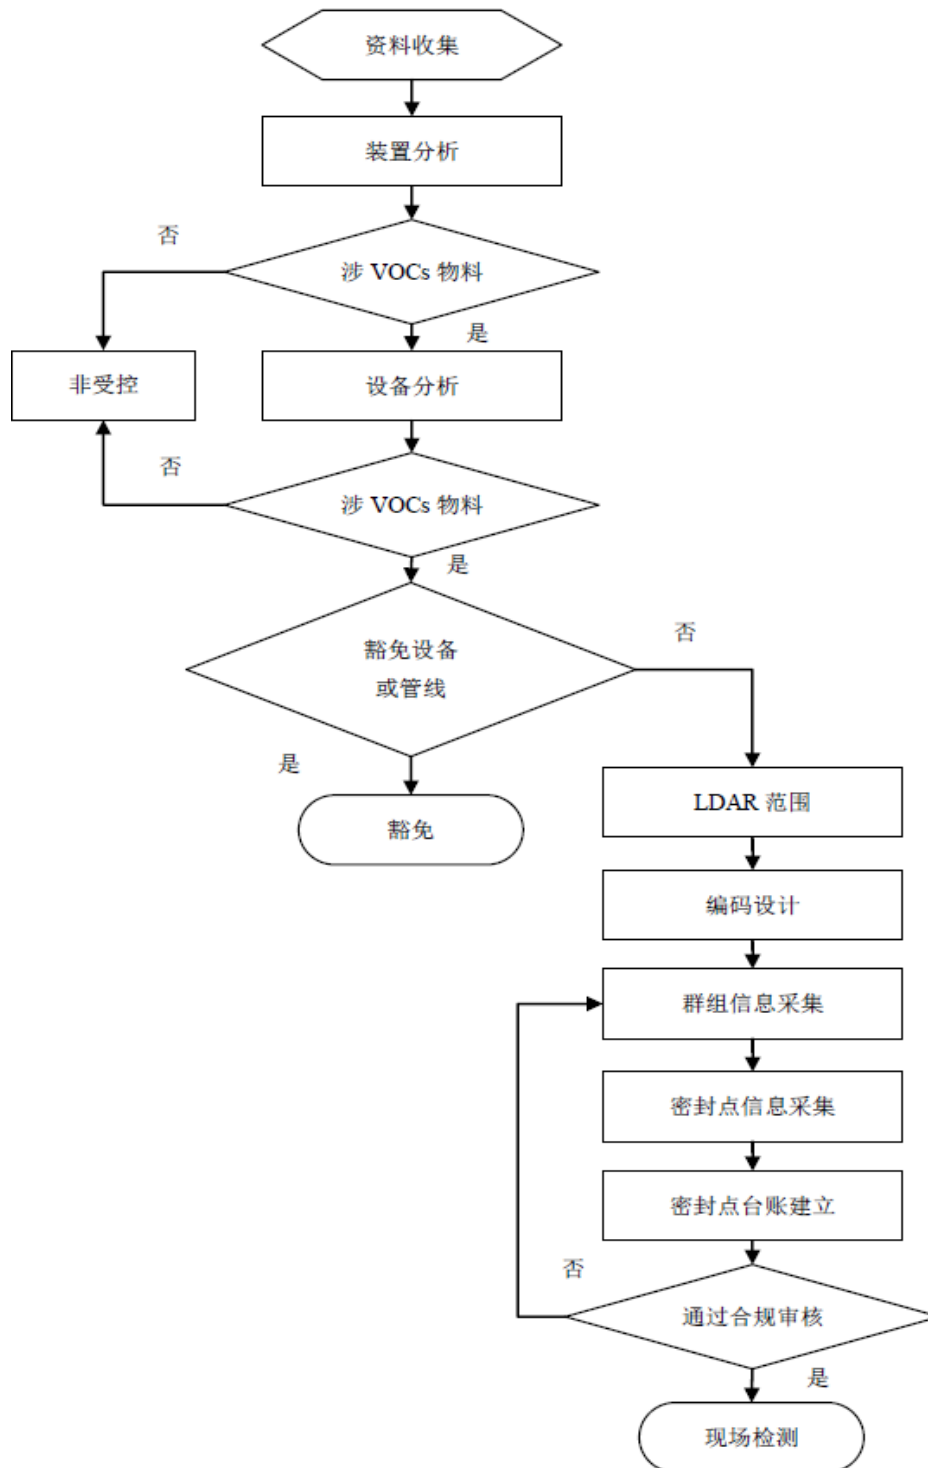 资料收集
装置分析
否
涉 VOCs 物料
是
非受控
设备分析
否
涉 VOCs 物料
是
豁免设备
或管线
否
是
豁免
LDAR 范围
编码设计
群组信息采集
密封点信息采集
密封点台账建立
否
通过合规审核
是
现场检测